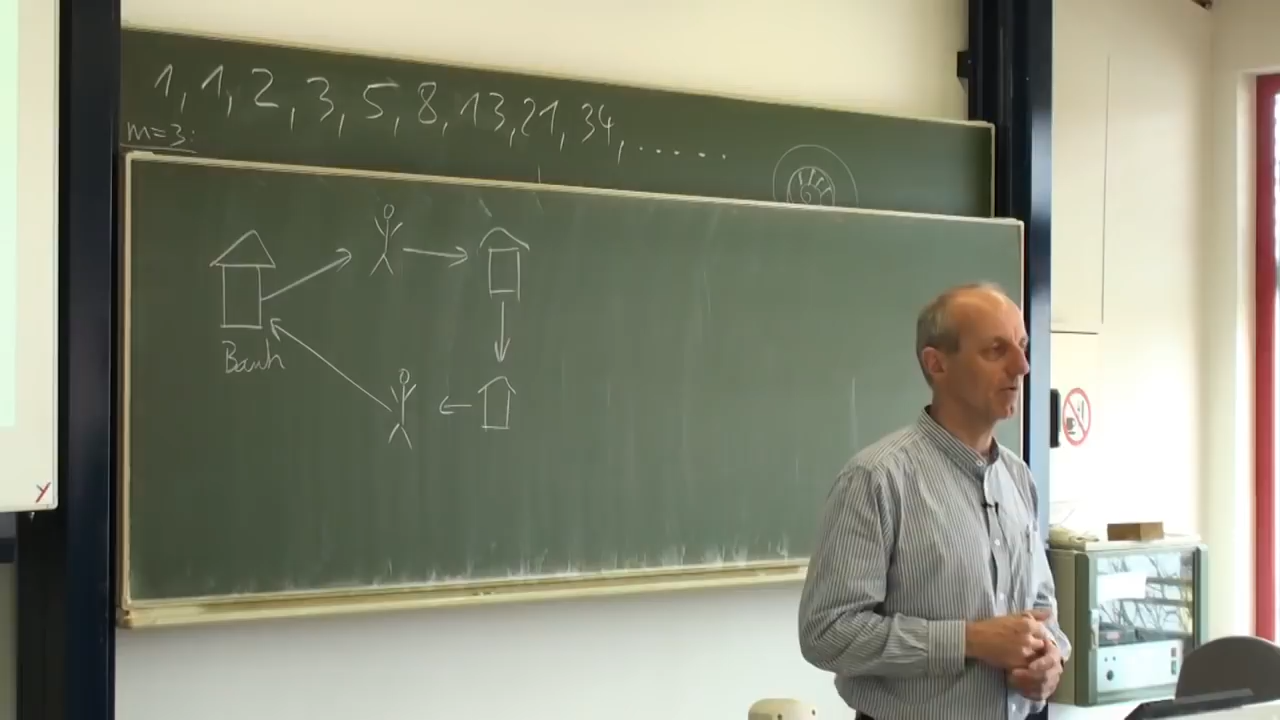 1, 1, 2, 3, 5, 8, 13, 21, 34, .....
m=3:
Bank